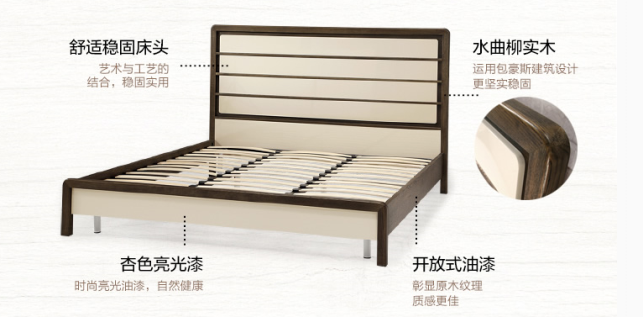 舒适稳固床头
艺术与工艺的
结合，稳固实用
水曲柳实木
运用包豪斯建筑设计
更坚实稳固
杏色亮光漆
时尚亮光油漆，自然健康
开放式油漆
彰显原木纹理
质感更佳